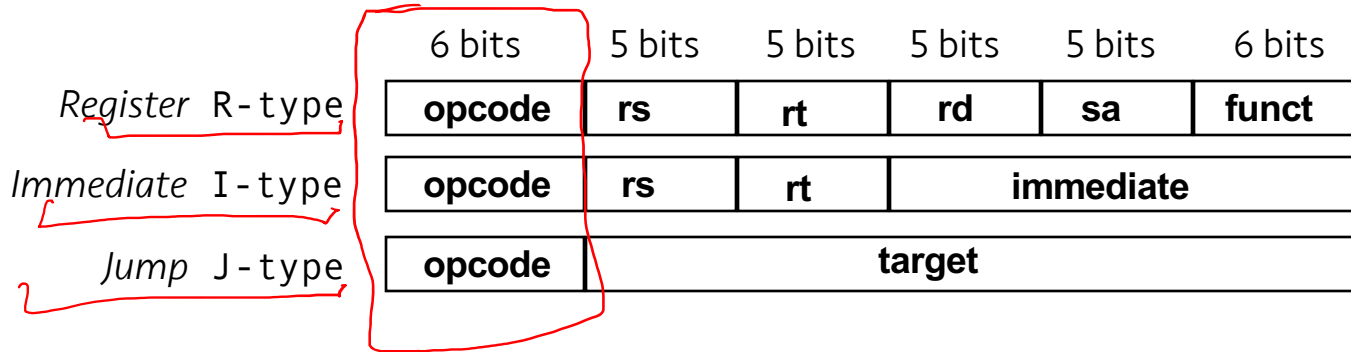 6 bits 5 bits 5 bits 5 bits 5 bits 6 bits
Register R-type opcode rs rt rd sa funct
Immediate I-type opcode rs rt immediate
Jump J-type opcode target